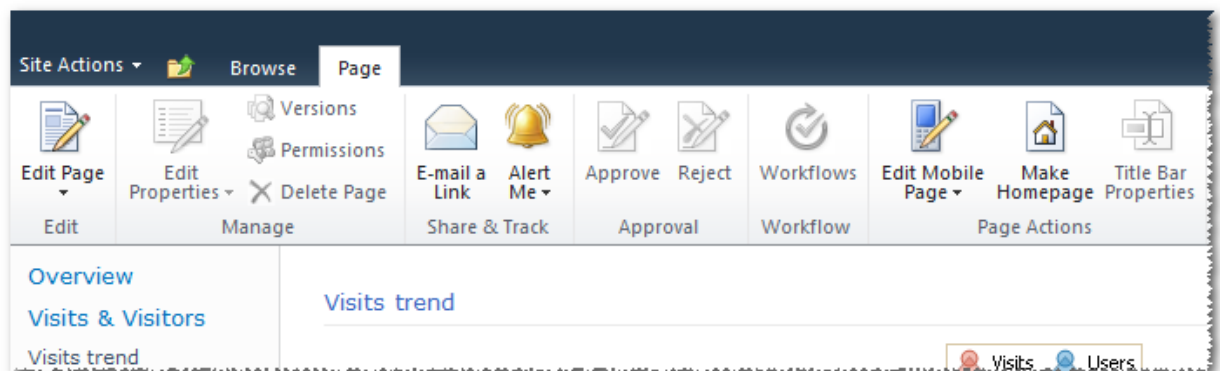 Site Actions Browse Page
Versions
Permissions
Delete Page
Edit Page
Edit
Properties
E-mail a
Link
Alert
Me
Approve
Reject
Workflows
Edit Mobile
Page
Make
Homepage
Title Bar
Properties
Edit
Manage
Share & Track
Approval
Workflow
Page Actions
Overview
Visits & Visitors
Visits trend
Visits trend
Visits Users